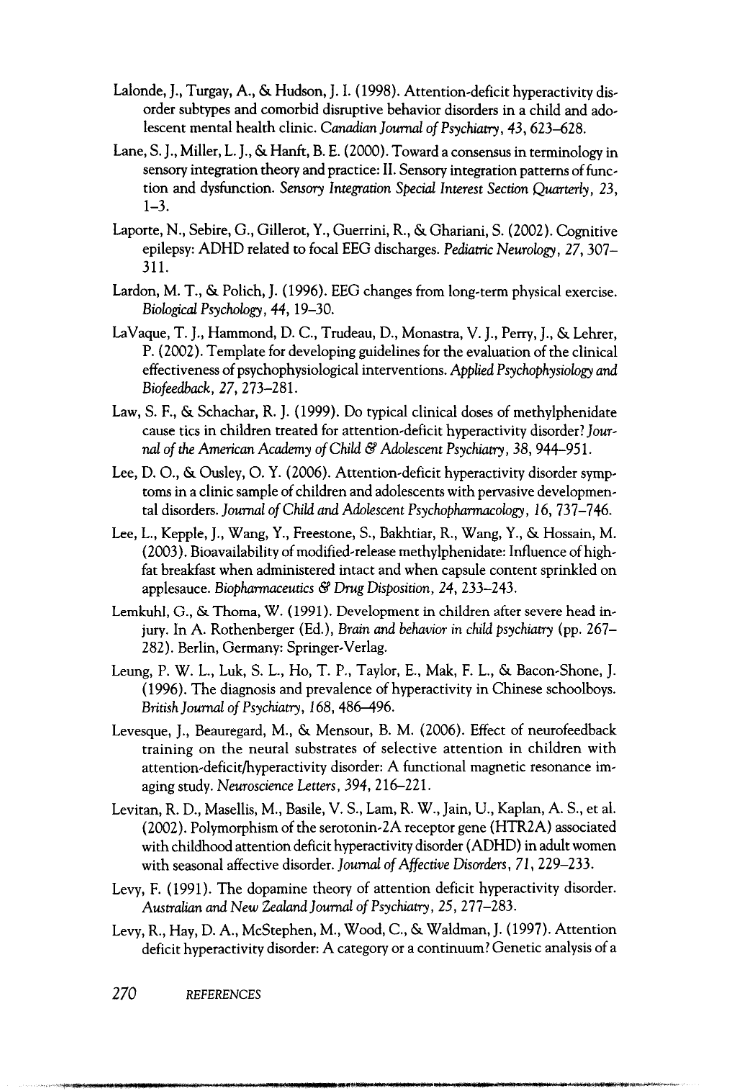 Lalonde, J., Turgay, A., & Hudson, J. I. (1998). Attention-deficit hyperactivity dis-
order subtypes and comorbid disruptive behavior disorders in a child and ado-
lescent mental health clinic. Canadian Journal of Psychiatry, 43, 623–628.
Lane, S. J., Miller, L. J., & Hanft, B. E. (2000). Toward a consensus in terminology in
sensory integration theory and practice: II. Sensory integration patterns of func-
tion and dysfunction. Sensory Integration Special Interest Section Quarterly, 23,
1–3.
Laporte, N., Sebire, G., Gillerot, Y., Guerrini, R., & Ghariani, S. (2002). Cognitive
epilepsy: ADHD related to focal EEG discharges. Pediatric Neurology, 27, 307–
311.
Lardon, M. T., & Polich, J. (1996). EEG changes from long-term physical exercise.
Biological Psychology, 44, 19–30.
LaVaque, T. J., Hammond, D. C., Trudeau, D., Monastra, V. J., Perry, J., & Lehrer,
P. (2002). Template for developing guidelines for the evaluation of the clinical
effectiveness of psychophysiological interventions. Applied Psychophysiology and
Biofeedback, 27, 273–281.
Law, S. F., & Schachar, R. J. (1999). Do typical clinical doses of methylphenidate
cause tics in children treated for attention-deficit hyperactivity disorder? Jour-
nal of the American Academy of Child & Adolescent Psychiatry, 38, 944–951.
Lee, D. O., & Ousley, O. Y. (2006). Attention-deficit hyperactivity disorder symp-
toms in a clinic sample of children and adolescents with pervasive developmen-
tal disorders. Journal of Child and Adolescent Psychopharmacology, 16, 737–746.
Lee, L., Kepple, J., Wang, Y., Freestone, S., Bakhtiar, R., Wang, Y., & Hossain, M.
(2003). Bioavailability of modified-release methylphenidate: Influence of high-
fat breakfast when administered intact and when capsule content sprinkled on
applesauce. Biopharmaceutics & Drug Disposition, 24, 233–243.
Lemkuhl, G., & Thoma, W. (1991). Development in children after severe head in-
jury. In A. Rothenberger (Ed.), Brain and behavior in child psychiatry (pp. 267–
282). Berlin, Germany: Springer-Verlag.
Leung, P. W. L., Luk, S. L., Ho, T. P., Taylor, E., Mak, F. L., & Bacon-Shone, J.
(1996). The diagnosis and prevalence of hyperactivity in Chinese schoolboys.
British Journal of Psychiatry, 168, 486–496.
Levesque, J., Beauregard, M., & Mensour, B. M. (2006). Effect of neurofeedback
training on the neural substrates of selective attention in children with
attention-deficit/hyperactivity disorder: A functional magnetic resonance im-
aging study. Neuroscience Letters, 394, 216–221.
Levitan, R. D., Masellis, M., Basile, V. S., Lam, R. W., Jain, U., Kaplan, A. S., et al.
(2002). Polymorphism of the serotonin-2A receptor gene (HTR2A) associated
with childhood attention deficit hyperactivity disorder (ADHD) in adult women
with seasonal affective disorder. Journal of Affective Disorders, 71, 229–233.
Levy, F. (1991). The dopamine theory of attention deficit hyperactivity disorder.
Australian and New Zealand Journal of Psychiatry, 25, 277–283.
Levy, R., Hay, D. A., McStephen, M., Wood, C., & Waldman, J. (1997). Attention
deficit hyperactivity disorder: A category or a continuum? Genetic analysis of a
270 REFERENCES